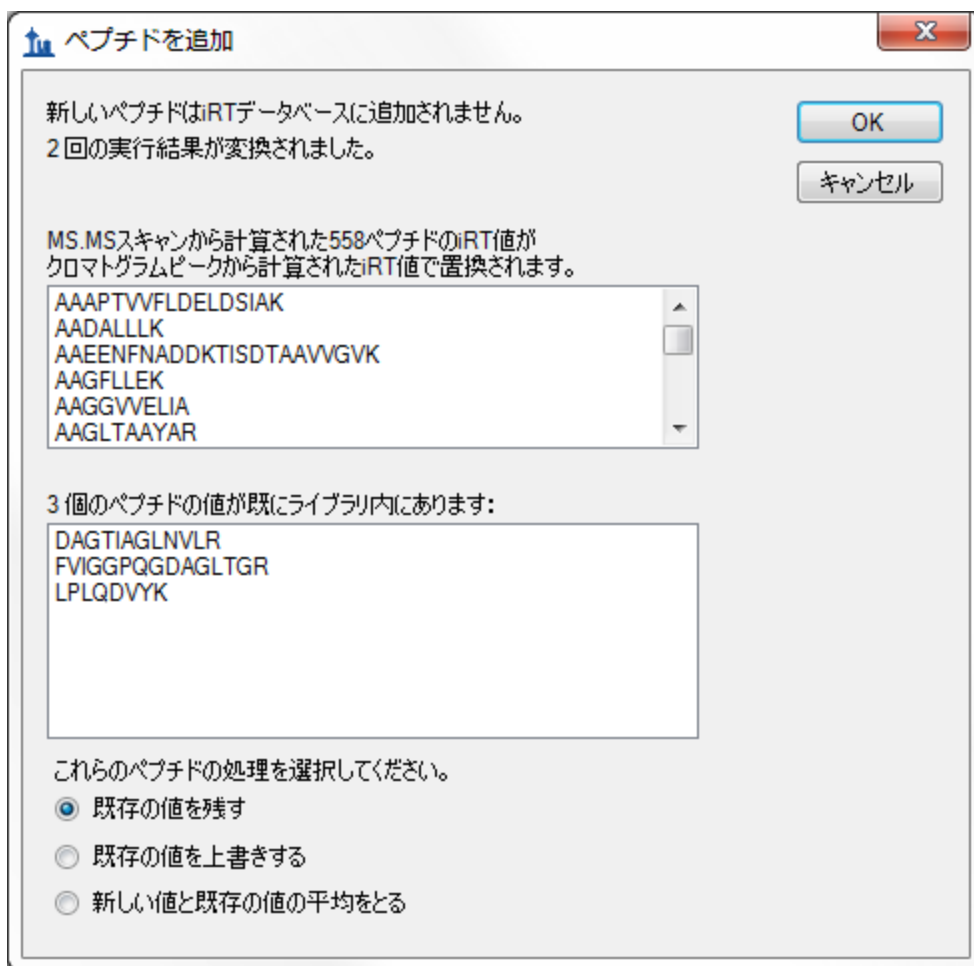 ペプチドを追加
新しいペプチドはiRTデータベースに追加されません。
OK
2回の実行結果が変換されました。
キャンセル
MS.MSスキャンから計算された558ペプチドのiRT値が
クロマトグラムピークから計算されたiRT値で置換されます。
AAAPTVVFLDELDSIAK
AADALLLK
AAEENFNADDKTISDTAAVVGVK
AAGFLLEK
AAGGVVELIA
AAGLTAAYAR
3個のペプチドの値が既にライブラリ内にあります:
DAGTIAGLNVLR
FVIGGPQGDAGLTGR
LPLQDVYK
これらのペプチドの処理を選択してください。
既存の値を残す
既存の値を上書きする
新しい値と既存の値の平均をとる